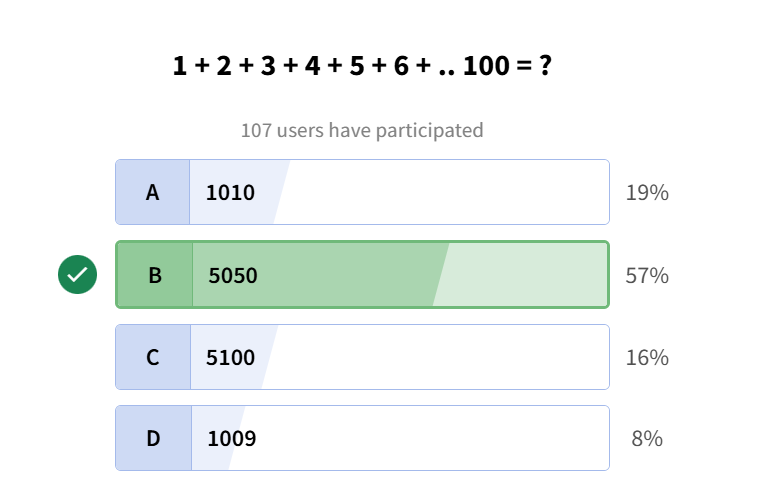 1 + 2 + 3 + 4 + 5 + 6 + .. 100 = ?
107 users have participated
A 1010 19%
B 5050 57%
C 5100 16%
D 1009 8%